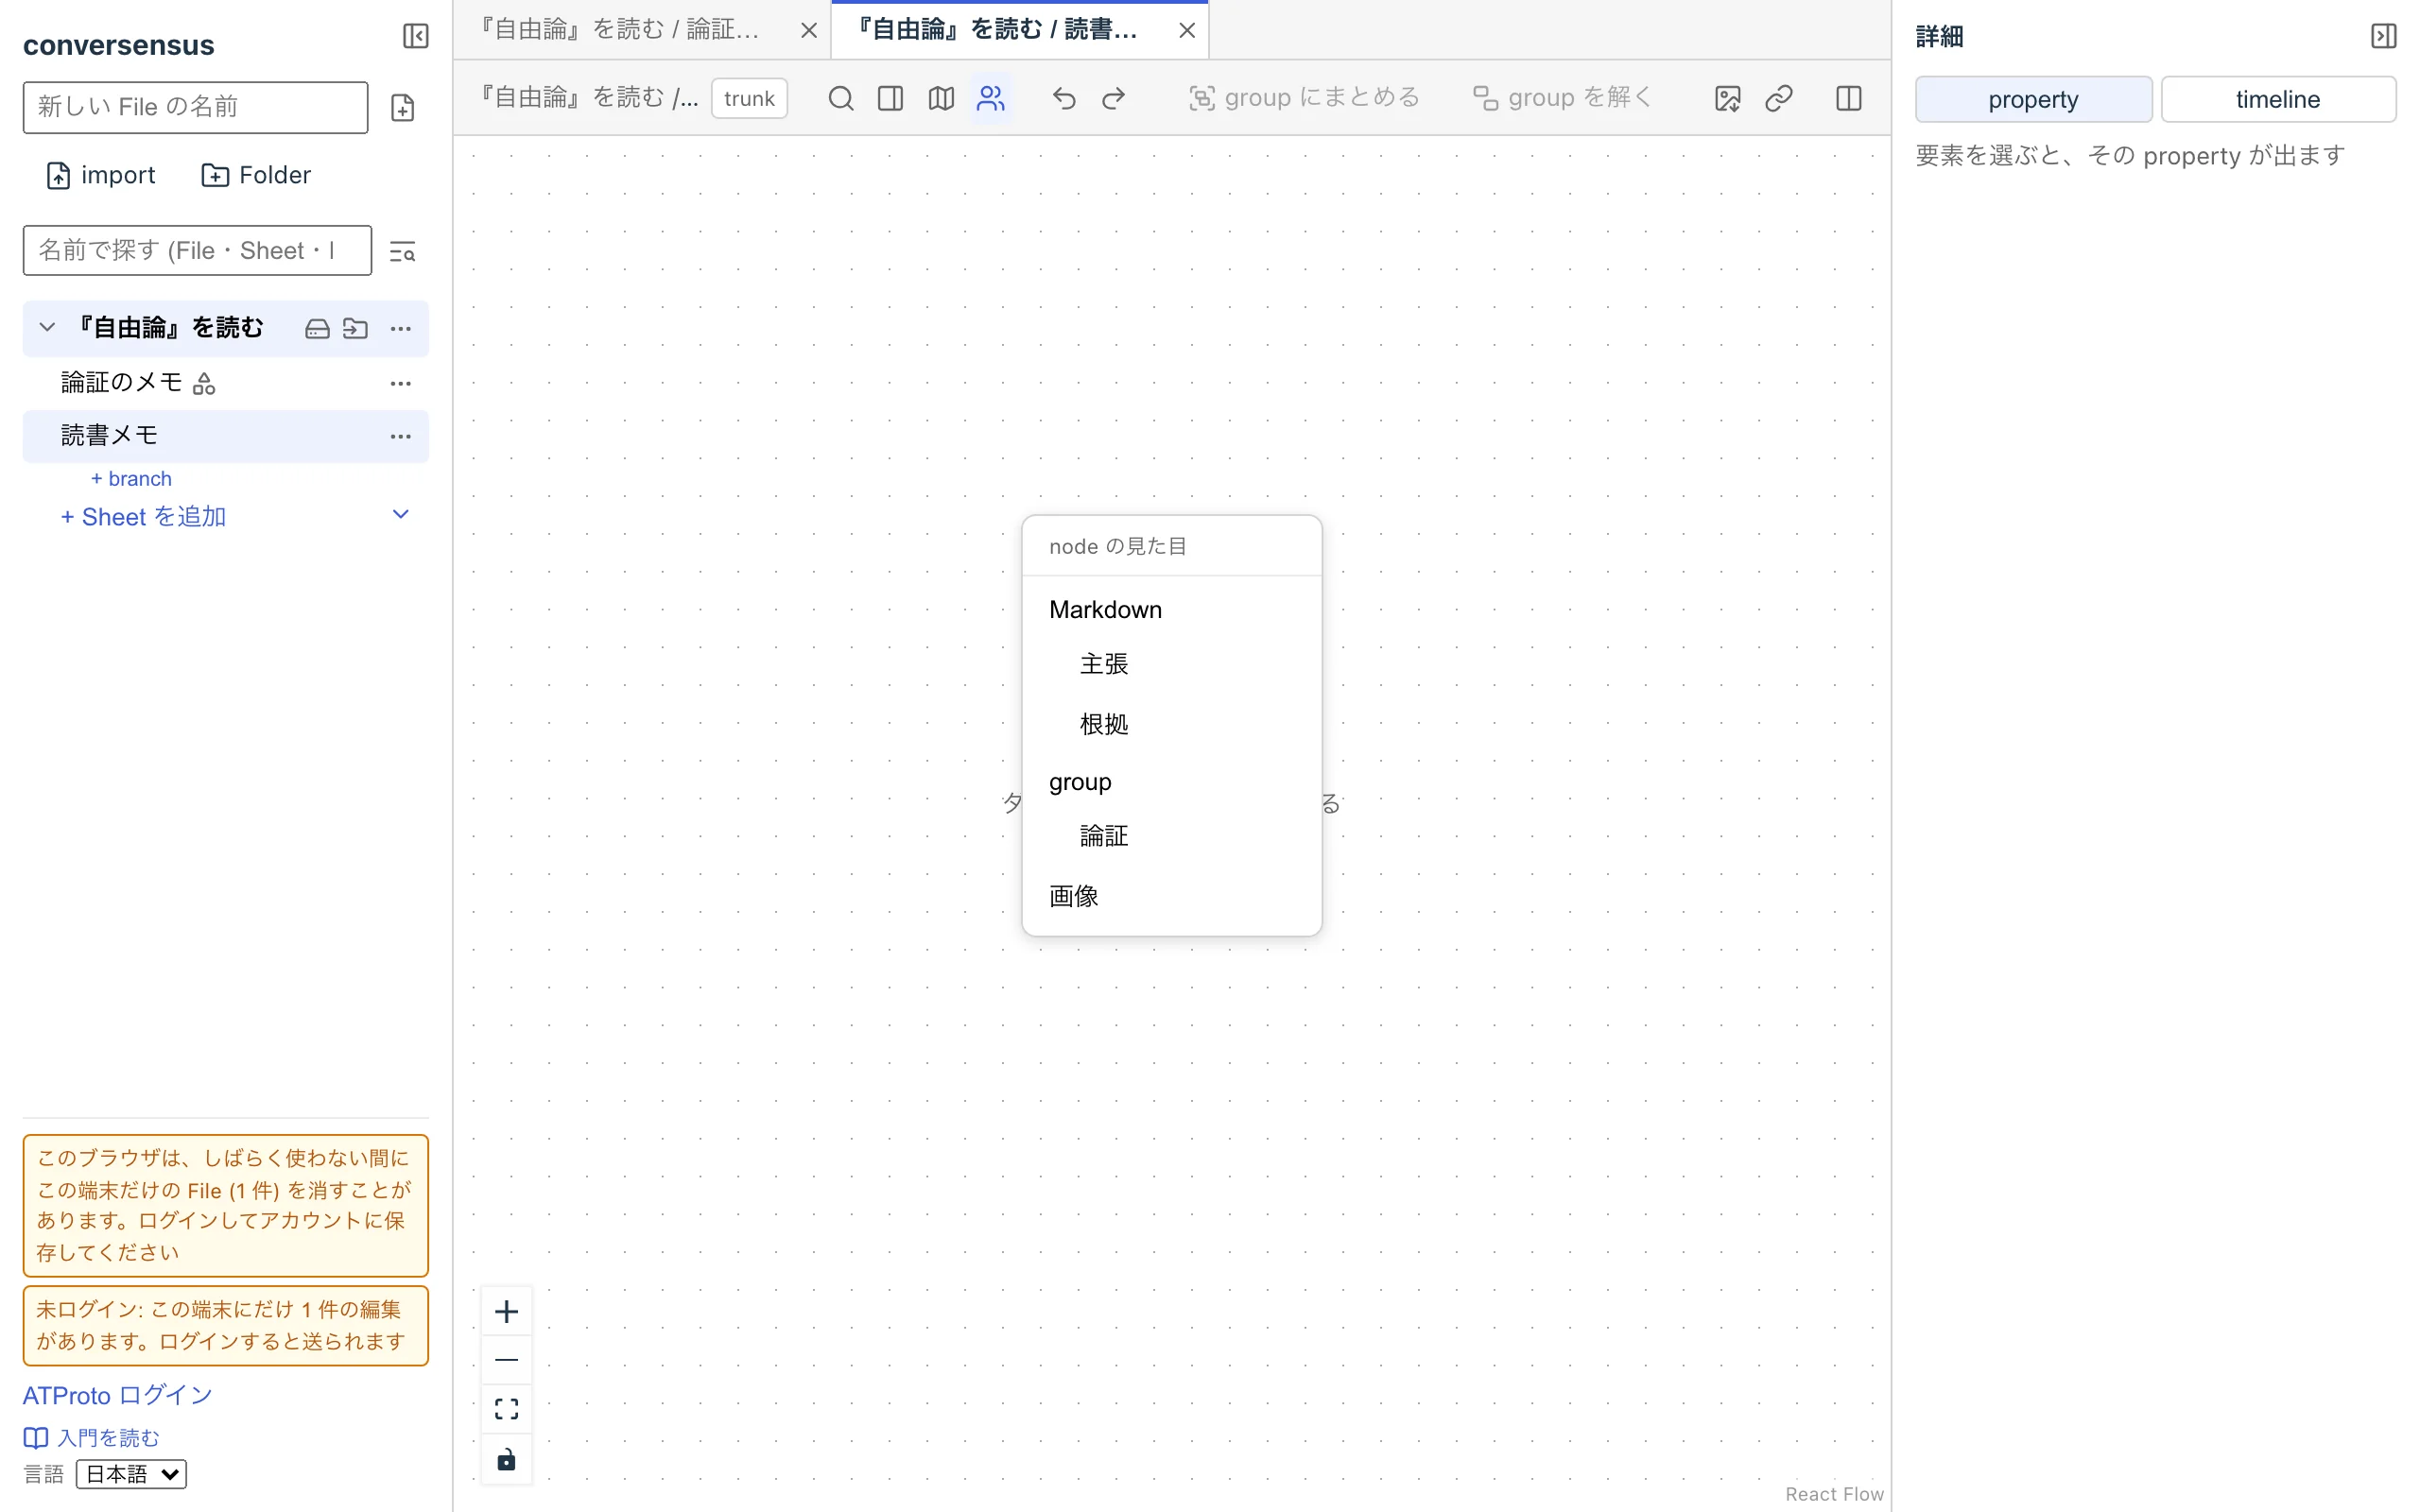 conversensus
新しい File の名前
import
Folder
名前で探す (File・Sheet・
『自由論』を読む
論証のメモ
読書メモ
+ branch
+ Sheet を追加
このブラウザは、しばらく使わない間に
この端末だけの File (1 件) を消すことが
あります。ログインしてアカウントに保
存してください
未ログイン: この端末にだけ 1 件の編集
があります。ログインすると送られます
ATProto ログイン
入門を読む
言語 日本語
『自由論』を読む / 論証…
『自由論』を読む / 読書…
『自由論』を読む /…
trunk
group にまとめる
group を解く
node の見た目
Markdown
主張
根拠
group
論証
画像
る
React Flow
詳細
property
timeline
要素を選ぶと、その property が出ます